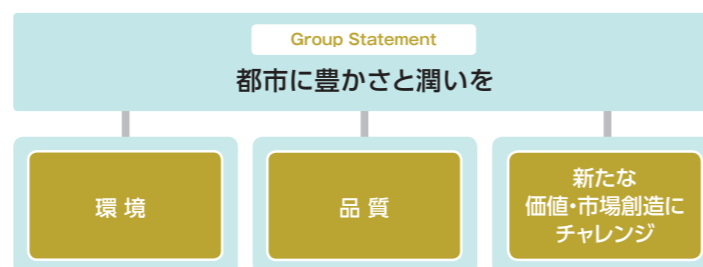 Group Statement
都市に豊かさと潤いを
環 境
品 質
新たな
価値・市場創造に
チャレンジ